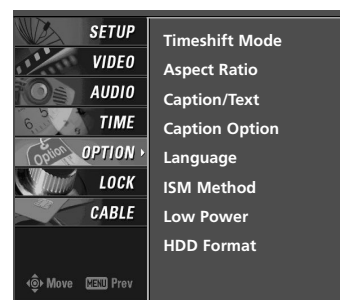 SETUP
VIDEO
AUDIO
TIME
OPTION
LOCK
CABLE
Move MENU Prev
Timeshift Mode
Aspect Ratio
Caption/Text
Caption Option
Language
ISM Method
Low Power
HDD Format